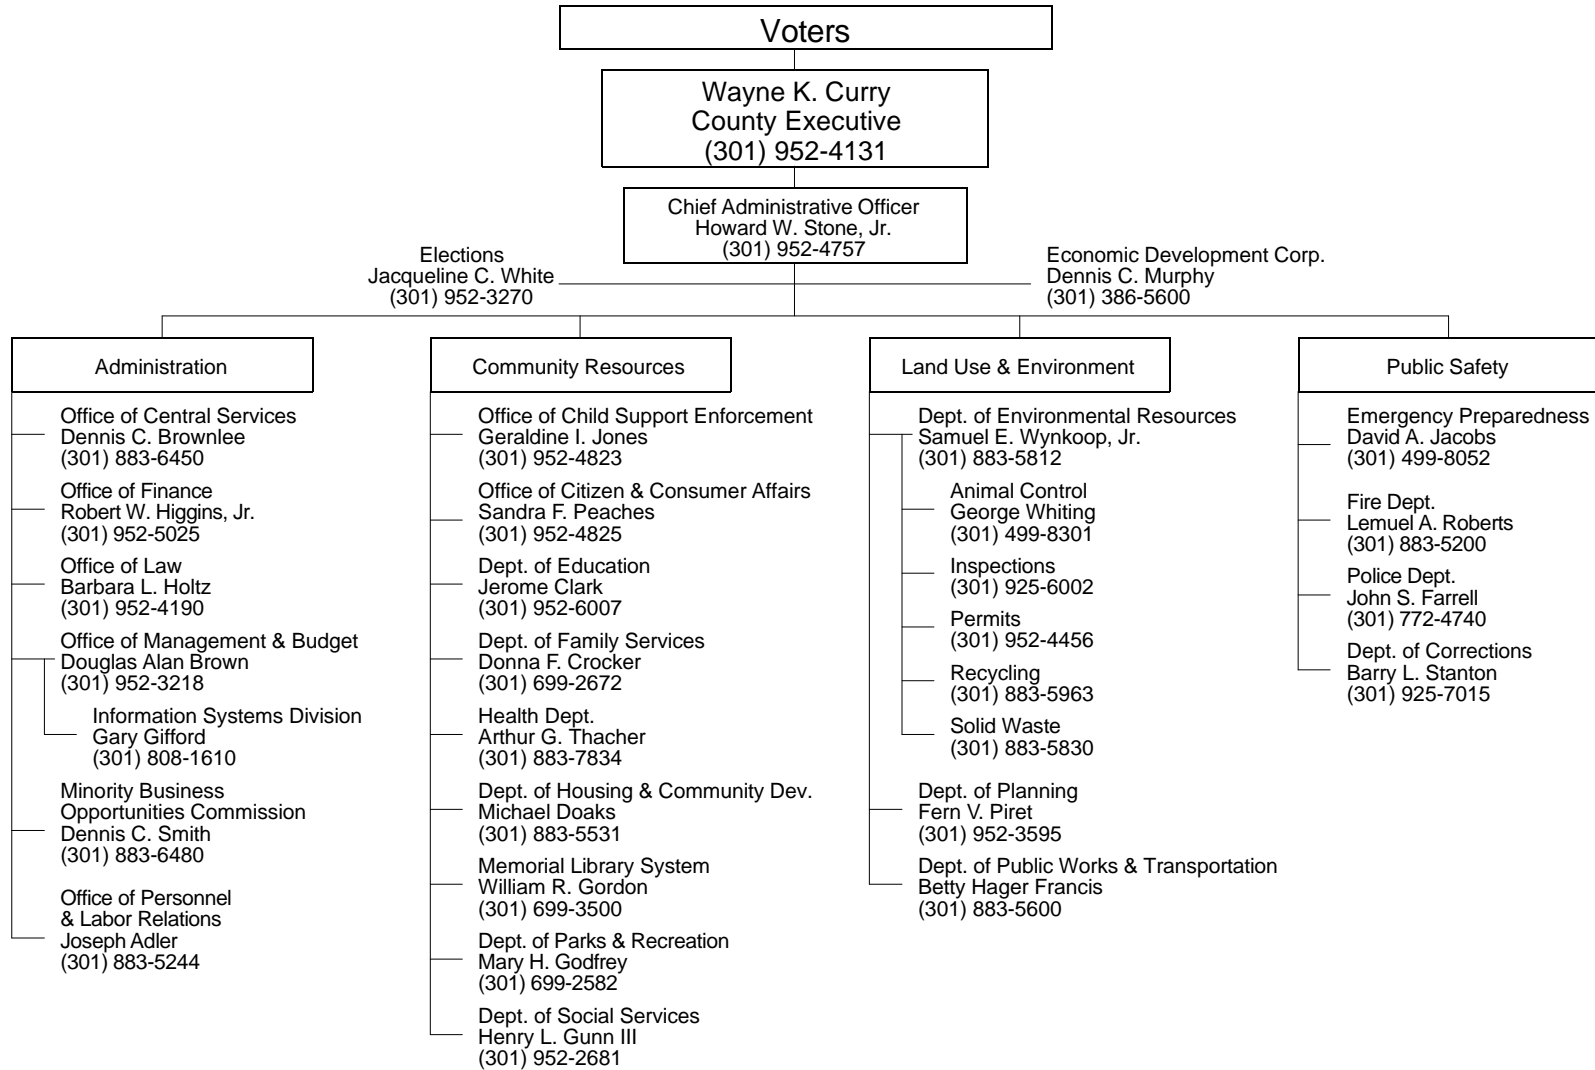 Voters
Wayne K. Curry
County Executive
(301) 952-4131
Chief Administrative Officer
Howard W. Stone, Jr.
(301) 952-4757
Elections
Jacqueline C. White
(301) 952-3270
Economic Development Corp.
Dennis C. Murphy
(301) 386-5600
Administration
Office of Central Services
Dennis C. Brownlee
(301) 883-6450
Office of Finance
Robert W. Higgins, Jr.
(301) 952-5025
Office of Law
Barbara L. Holtz
(301) 952-4190
Office of Management & Budget
Douglas Alan Brown
(301) 952-3218
Information Systems Division
Gary Gifford
(301) 808-1610
Minority Business
Opportunities Commission
Dennis C. Smith
(301) 883-6480
Office of Personnel
& Labor Relations
Joseph Adler
(301) 883-5244
Community Resources
Office of Child Support Enforcement
Geraldine I. Jones
(301) 952-4823
Office of Citizen & Consumer Affairs
Sandra F. Peaches
(301) 952-4825
Dept. of Education
Jerome Clark
(301) 952-6007
Dept. of Family Services
Donna F. Crocker
(301) 699-2672
Health Dept.
Arthur G. Thacher
(301) 883-7834
Dept. of Housing & Community Dev.
Michael Doaks
(301) 883-5531
Memorial Library System
William R. Gordon
(301) 699-3500
Dept. of Parks & Recreation
Mary H. Godfrey
(301) 699-2582
Dept. of Social Services
Henry L. Gunn III
(301) 952-2681
Land Use & Environment
Dept. of Environmental Resources
Samuel E. Wynkoop, Jr.
(301) 883-5812
Animal Control
George Whiting
(301) 499-8301
Inspections
(301) 925-6002
Permits
(301) 952-4456
Recycling
(301) 883-5963
Solid Waste
(301) 883-5830
Dept. of Planning
Fern V. Piret
(301) 952-3595
Dept. of Public Works & Transportation
Betty Hager Francis
(301) 883-5600
Public Safety
Emergency Preparedness
David A. Jacobs
(301) 499-8052
Fire Dept.
Lemuel A. Roberts
(301) 883-5200
Police Dept.
John S. Farrell
(301) 772-4740
Dept. of Corrections
Barry L. Stanton
(301) 925-7015